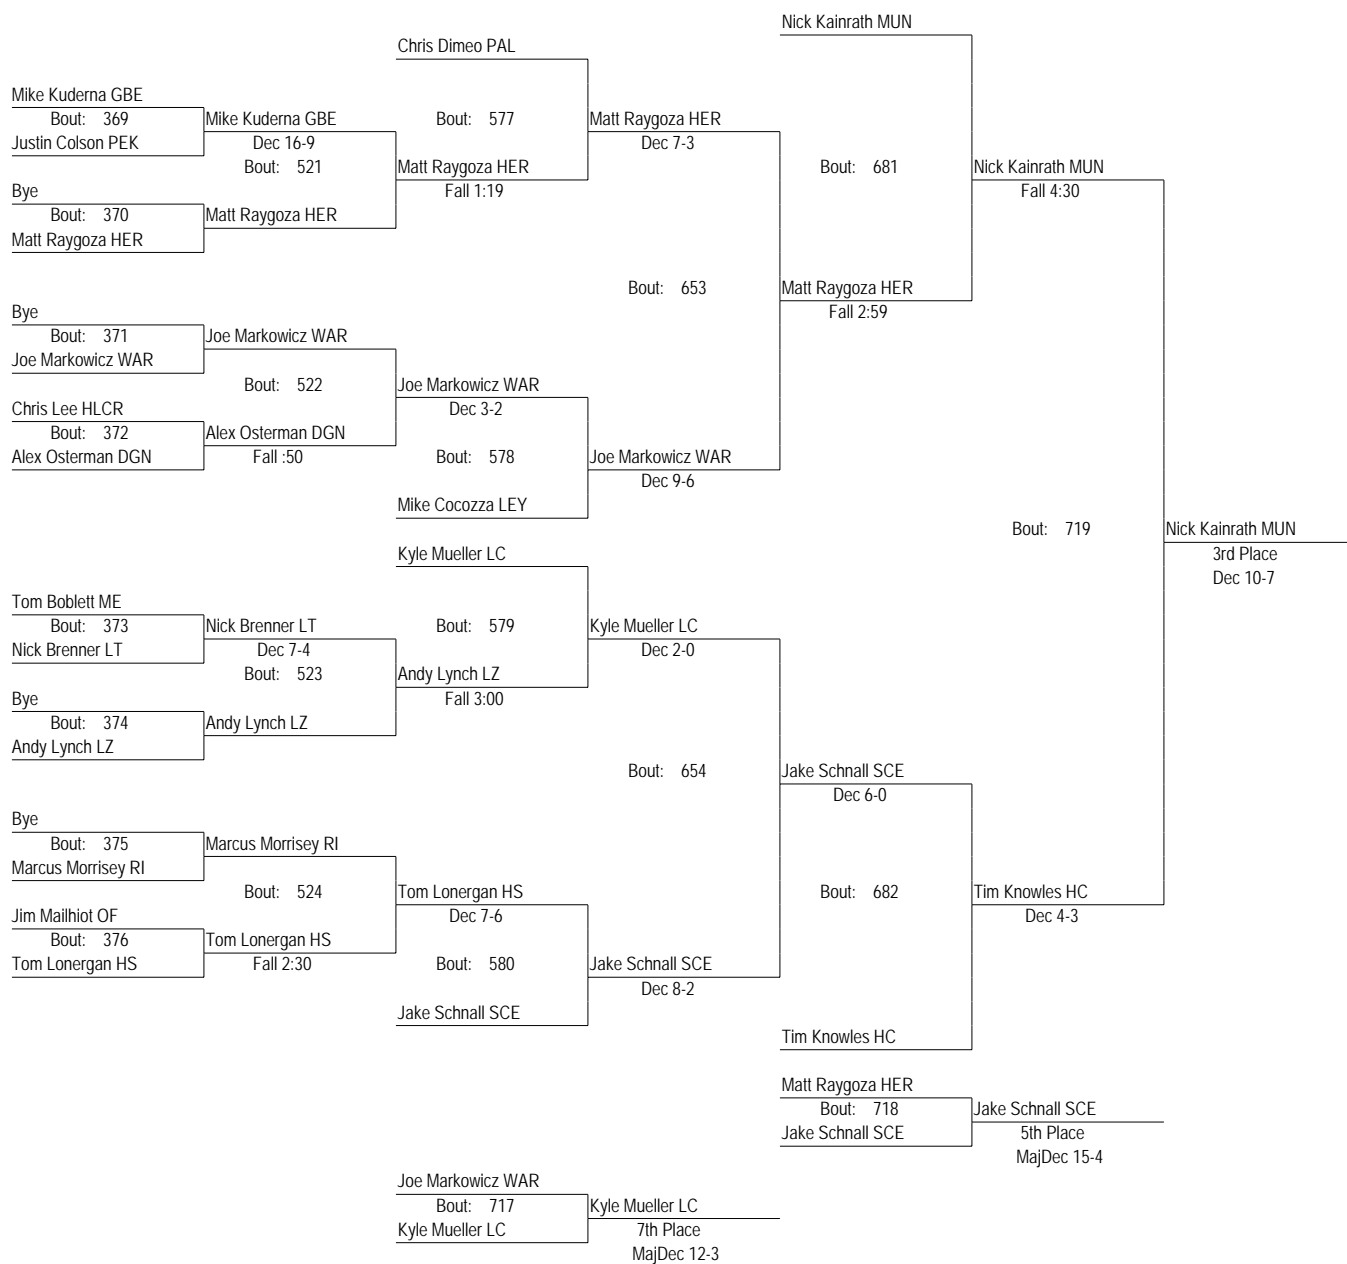 Nick Kainrath MUN
Chris Dimeo PAL
Mike Kuderna GBE
Bout: 369
Mike Kuderna GBE
Bout: 577
Matt Raygoza HER
Justin Colson PEK
Dec 16-9
Dec 7-3
Bout: 521
Matt Raygoza HER
Bout: 681
Nick Kainrath MUN
Bye
Fall 1:19
Fall 4:30
Bout: 370
Matt Raygoza HER
Matt Raygoza HER
Bout: 653
Matt Raygoza HER
Bye
Fall 2:59
Bout: 371
Joe Markowicz WAR
Joe Markowicz WAR
Bout: 522
Joe Markowicz WAR
Chris Lee HLCR
Dec 3-2
Bout: 372
Alex Osterman DGN
Alex Osterman DGN
Fall :50
Bout: 578
Joe Markowicz WAR
Dec 9-6
Mike Cocozza LEY
Bout: 719
Nick Kainrath MUN
Kyle Mueller LC
3rd Place
Dec 10-7
Tom Boblett ME
Bout: 373
Nick Brenner LT
Bout: 579
Kyle Mueller LC
Nick Brenner LT
Dec 7-4
Dec 2-0
Bout: 523
Andy Lynch LZ
Bye
Fall 3:00
Bout: 374
Andy Lynch LZ
Andy Lynch LZ
Bout: 654
Jake Schnall SCE
Dec 6-0
Bye
Bout: 375
Marcus Morrisey RI
Marcus Morrisey RI
Bout: 524
Tom Lonergan HS
Bout: 682
Tim Knowles HC
Jim Mailhiot OF
Dec 7-6
Dec 4-3
Bout: 376
Tom Lonergan HS
Tom Lonergan HS
Fall 2:30
Bout: 580
Jake Schnall SCE
Dec 8-2
Jake Schnall SCE
Tim Knowles HC
Matt Raygoza HER
Bout: 718
Jake Schnall SCE
Jake Schnall SCE
5th Place
MajDec 15-4
Joe Markowicz WAR
Bout: 717
Kyle Mueller LC
Kyle Mueller LC
7th Place
MajDec 12-3